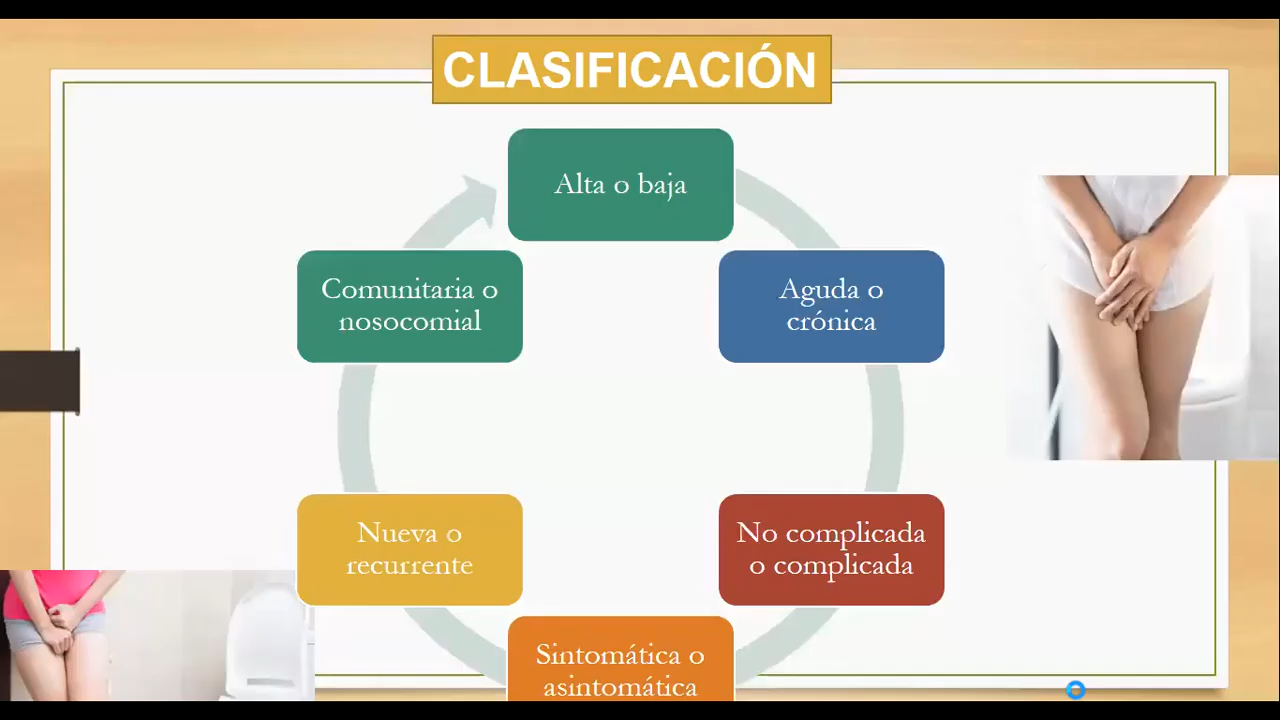 CLASIFICACIÓN
Alta o baja
Aguda o
crónica
No complicada
o complicada
Sintomática o
asintomática
Nueva o
recurrente
Comunitaria o
nosocomial